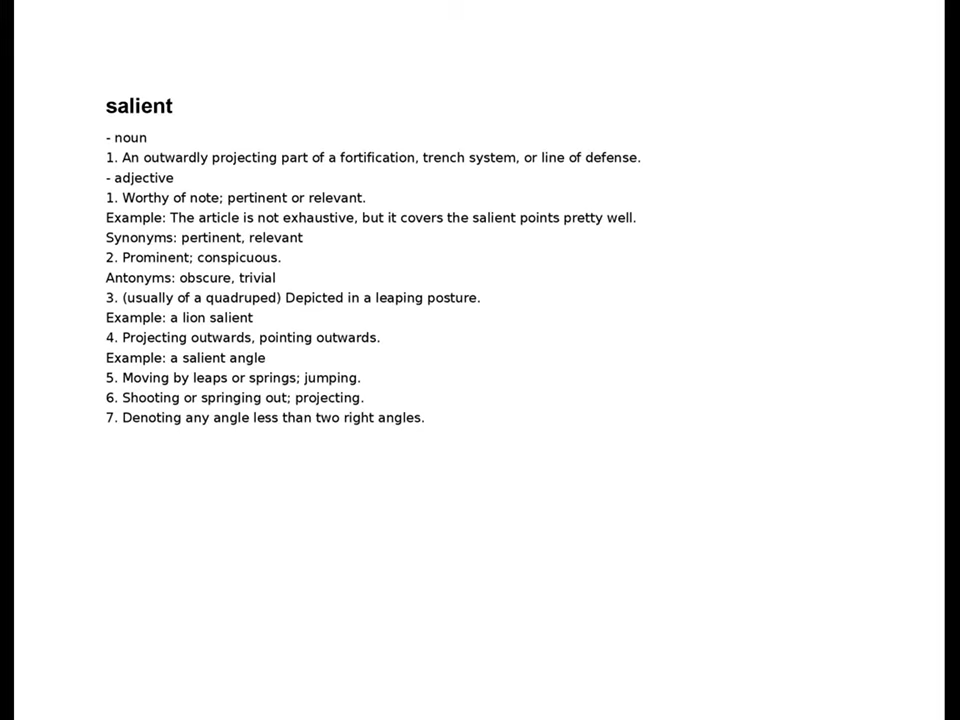 salient
- noun
1. An outwardly projecting part of a fortification, trench system, or line of defense.
- adjective
1. Worthy of note; pertinent or relevant.
Example: The article is not exhaustive, but it covers the salient points pretty well.
Synonyms: pertinent, relevant
2. Prominent; conspicuous.
Antonyms: obscure, trivial
3. (usually of a quadruped) Depicted in a leaping posture.
Example: a lion salient
4. Projecting outwards, pointing outwards.
Example: a salient angle
5. Moving by leaps or springs; jumping.
6. Shooting or springing out; projecting.
7. Denoting any angle less than two right angles.